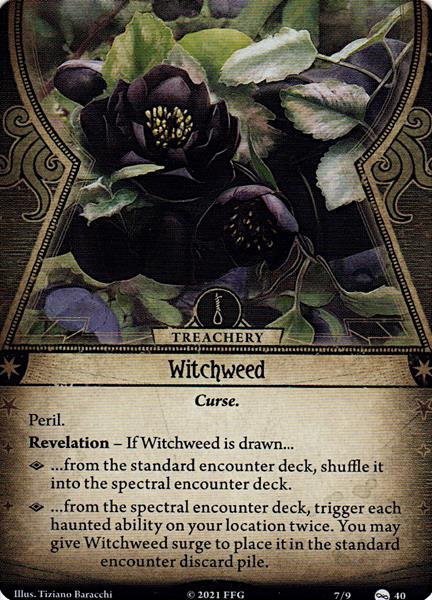 TREACHERY
Witchweed
Curse.
Peril.
Revelation – If Witchweed is drawn...
...from the standard encounter deck, shuffle it
into the spectral encounter deck.
...from the spectral encounter deck, trigger each
haunted ability on your location twice. You may
give Witchweed surge to place it in the standard
encounter discard pile.
Illus. Tiziano Baracchi © 2021 FFG 7/9 40